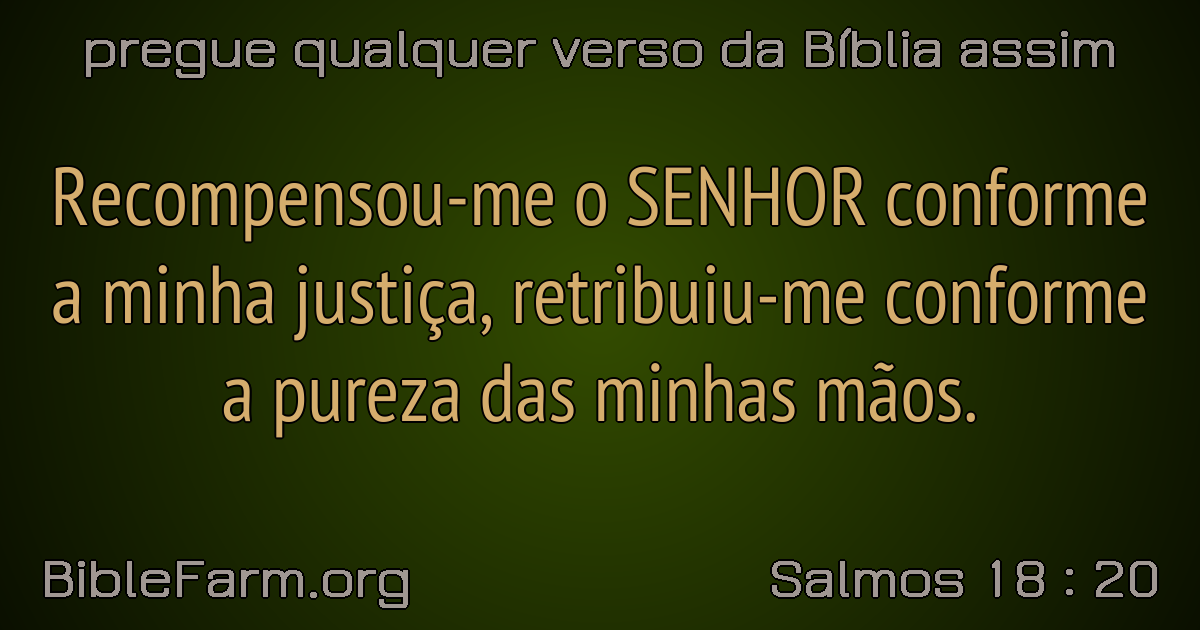 pregue qualquer verso da Bíblia assim
Recompensou-me o SENHOR conforme
a minha justiça, retribuiu-me conforme
a pureza das minhas mãos.
BibleFarm.org
Salmos 18 : 20